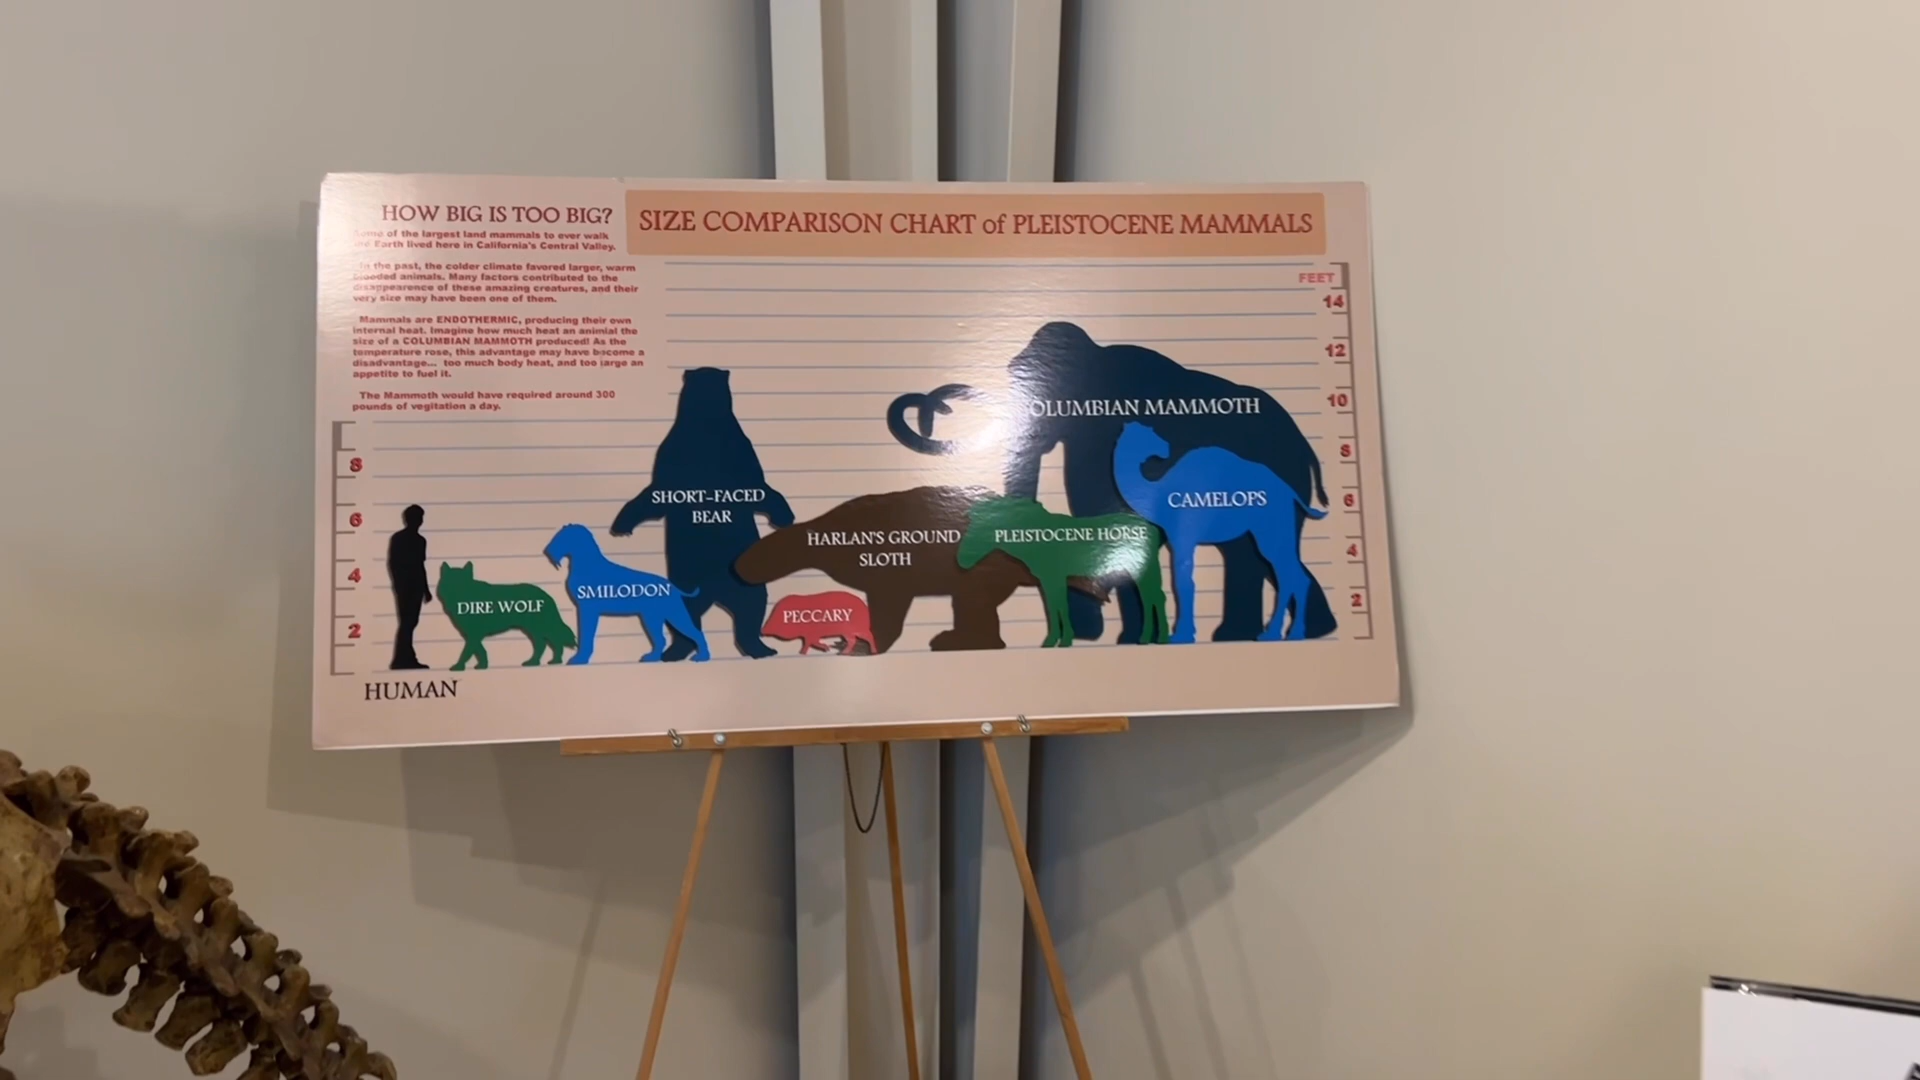 HOW BIG IS TOO BIG?
of the largest land mammals to ever walk
Earth lived here in California's Central Valley.
In the past, the colder climate favored larger, warm
blooded animals. Many factors contributed to the
disappearence of these amazing creatures, and their
very size may have been one of them.
Mammals are ENDOTHERMIC, producing their own
internal heat. Imagine how much heat an animial the
size of a COLUMBIAN MAMMOTH produced! As the
temperature rose, this advantage may have become a
disadvantage... too much body heat, and too large an
appetite to fuel it.
The Mammoth would have required around 300
pounds of vegitation a day.
SIZE COMPARISON CHART of PLEISTOCENE MAMMALS
FEET
14
12
10
8
6
4
2
8
6
4
2
HUMAN
DIRE WOLF
SMILODON
SHORT-FACED
BEAR
PECCARY
HARLAN'S GROUND
SLOTH
PLEISTOCENE HORSE
OLUMBIAN MAMMOTH
CAMELOPS